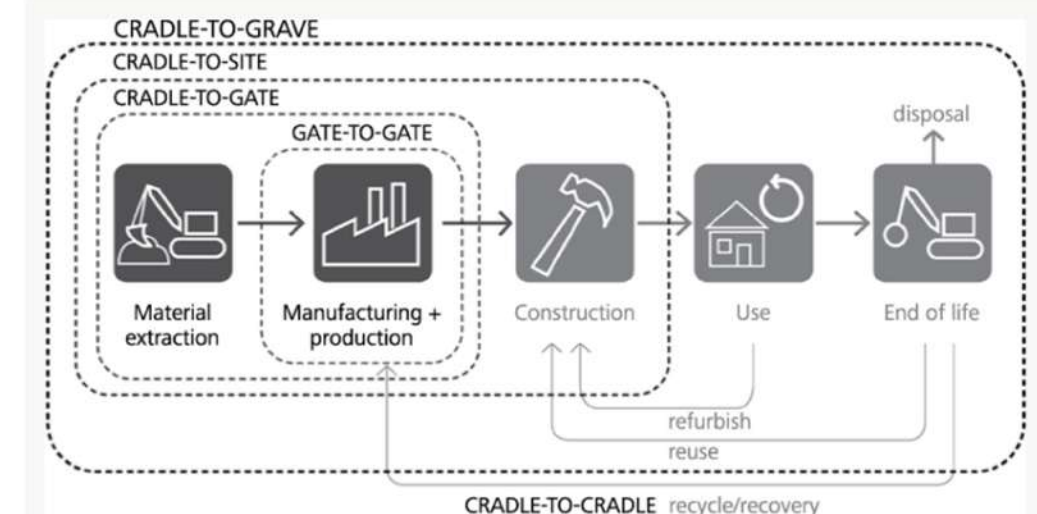 CRADLE-TO-GRAVE
CRADLE-TO-SITE
CRADLE-TO-GATE
GATE-TO-GATE
disposal
Material
extraction
Manufacturing +
production
Construction
Use
End of life
refurbish
reuse
CRADLE-TO-CRADLE recycle/recovery